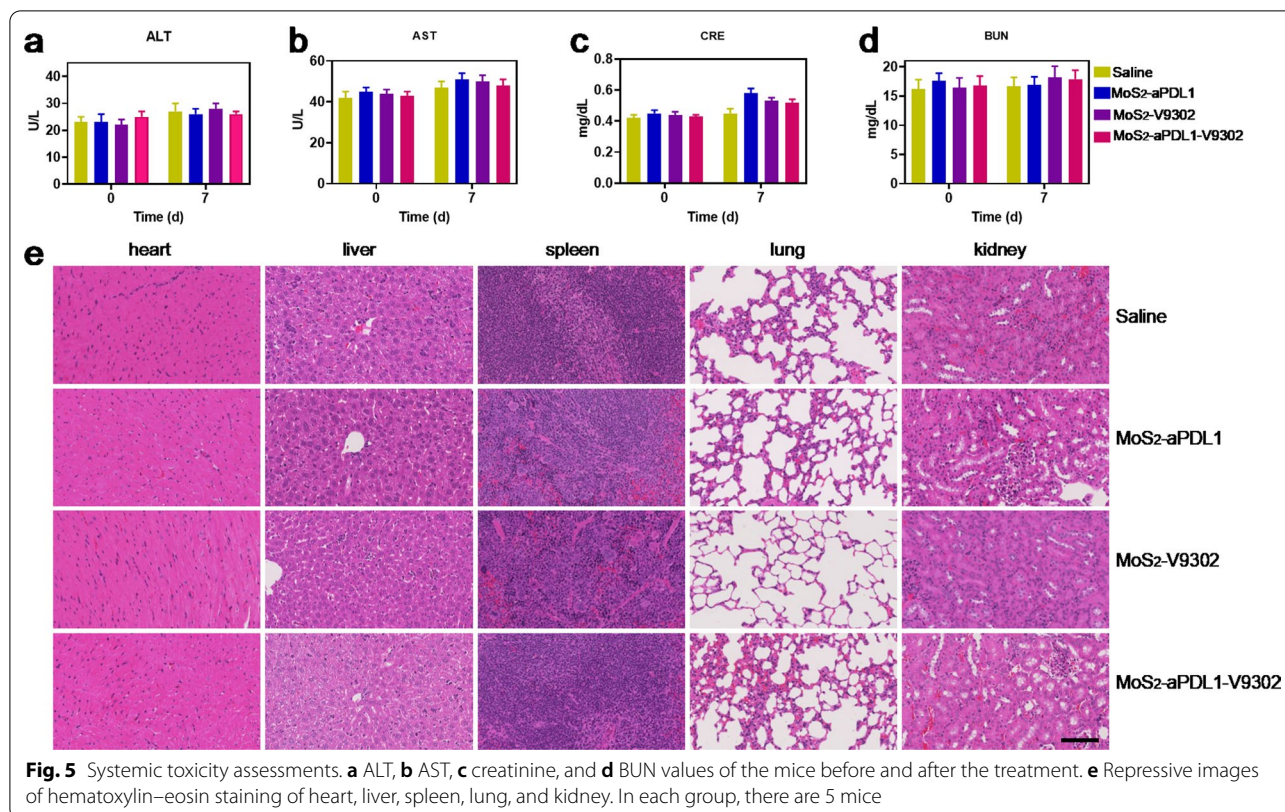 a
ALT
U/L
40
30
20
10
0
0
7
Time (d)
b
AST
U/L
60
40
20
0
0
7
Time (d)
c
CRE
mg/dL
0.8
0.6
0.4
0.2
0.0
0
7
Time (d)
d
BUN
mg/dL
20
15
10
5
0
0
7
Time (d)
Saline
MoS2-aPDL1
MoS2-V9302
MoS2-aPDL1-V9302
e
heart liver spleen lung kidney
Saline
MoS2-aPDL1
MoS2-V9302
MoS2-aPDL1-V9302
Fig. 5 Systemic toxicity assessments. a ALT, b AST, c creatinine, and d BUN values of the mice before and after the treatment. e Repressive images
of hematoxylin–eosin staining of heart, liver, spleen, lung, and kidney. In each group, there are 5 mice